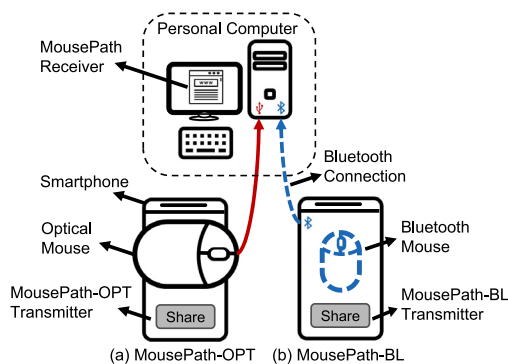 Personal Computer
MousePath
Receiver
www
Bluetooth
Connection
Smartphone
Optical
Mouse
Bluetooth
Mouse
MousePath-OPT
Transmitter
Share
Share
MousePath-BL
Transmitter
(a) MousePath-OPT
(b) MousePath-BL